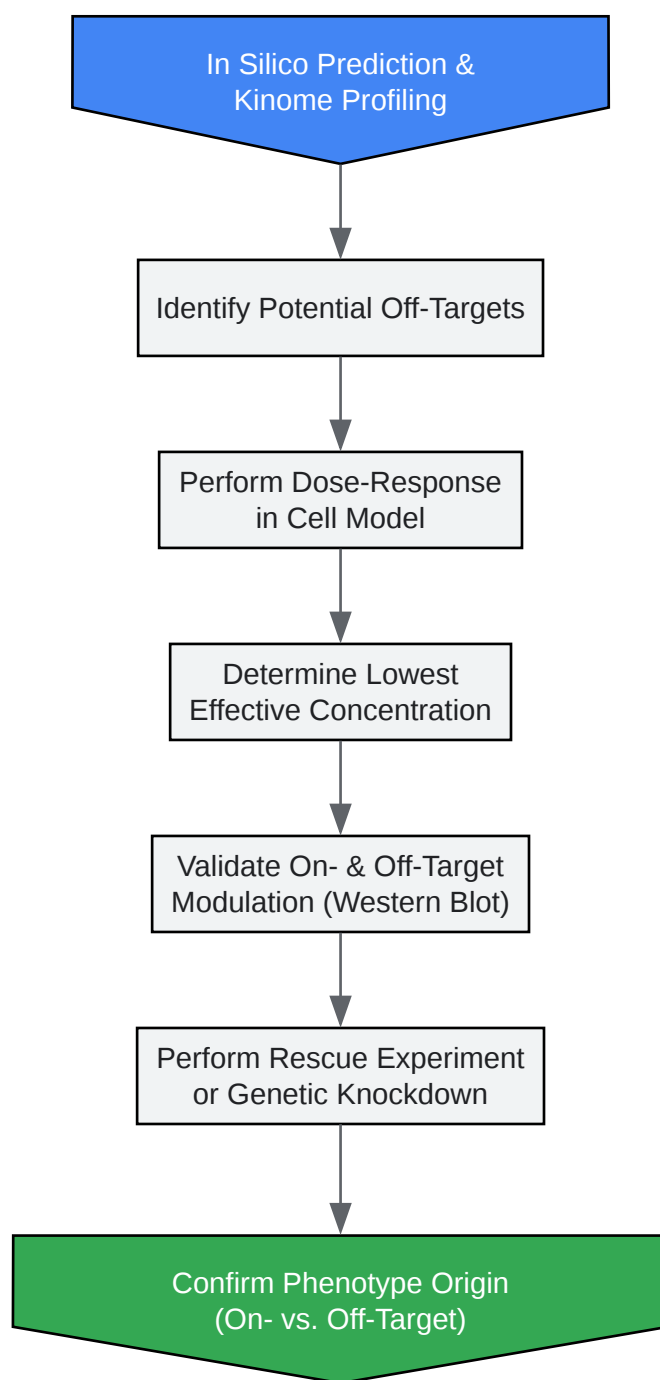 In Silico Prediction &
Kinome Profiling
Identify Potential Off-Targets
Perform Dose-Response
in Cell Model
Determine Lowest
Effective Concentration
Validate On- & Off-Target
Modulation (Western Blot)
Perform Rescue Experiment
or Genetic Knockdown
Confirm Phenotype Origin
(On- vs. Off-Target)